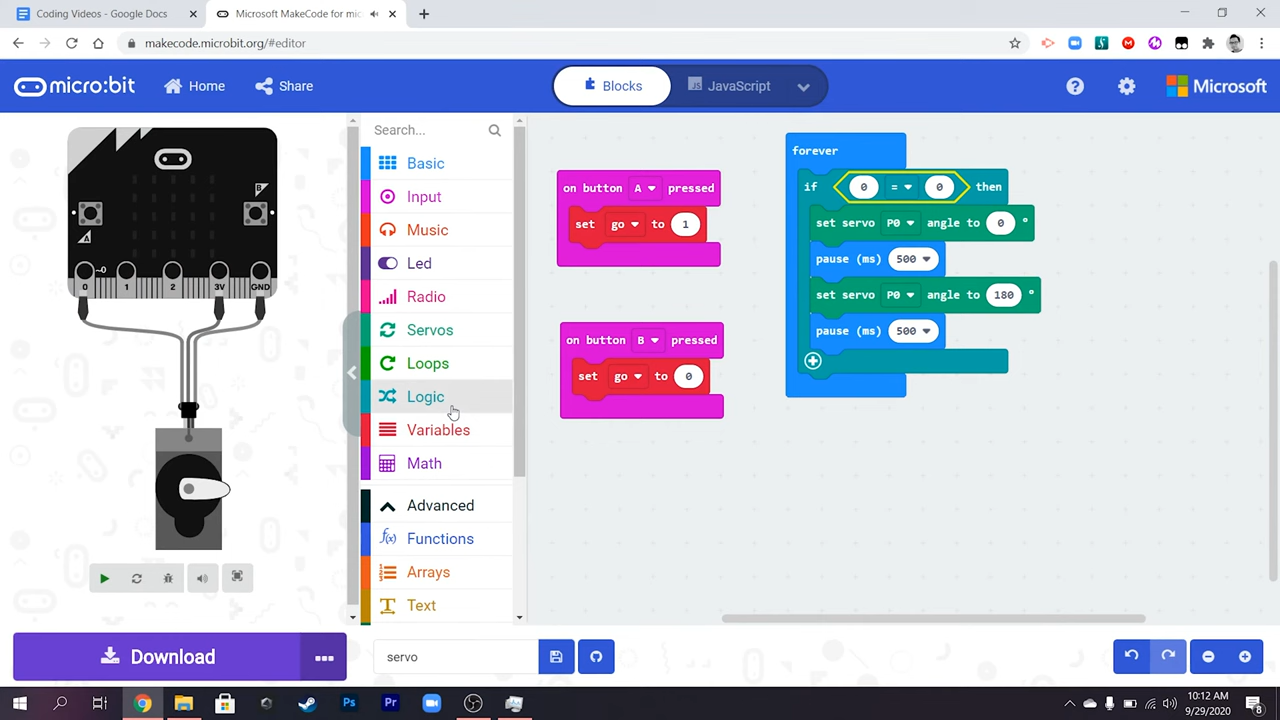 Coding Videos - Google Docs
Microsoft MakeCode for mic
makecode.microbit.org/#editor
micro:bit
Home
Share
Blocks
JavaScript
Microsoft
B
A
0
1
2
3V
GND
Search...
Basic
Input
Music
Led
Radio
Servos
Loops
Logic
Variables
Math
Advanced
Functions
Arrays
Text
on button A pressed
set go to 1
on button B pressed
set go to 0
forever
if 0 = 0 then
set servo P0 angle to 0 °
pause (ms) 500
set servo P0 angle to 180 °
pause (ms) 500
Download
servo
Ps
Pr
10:12 AM
9/29/2020
8